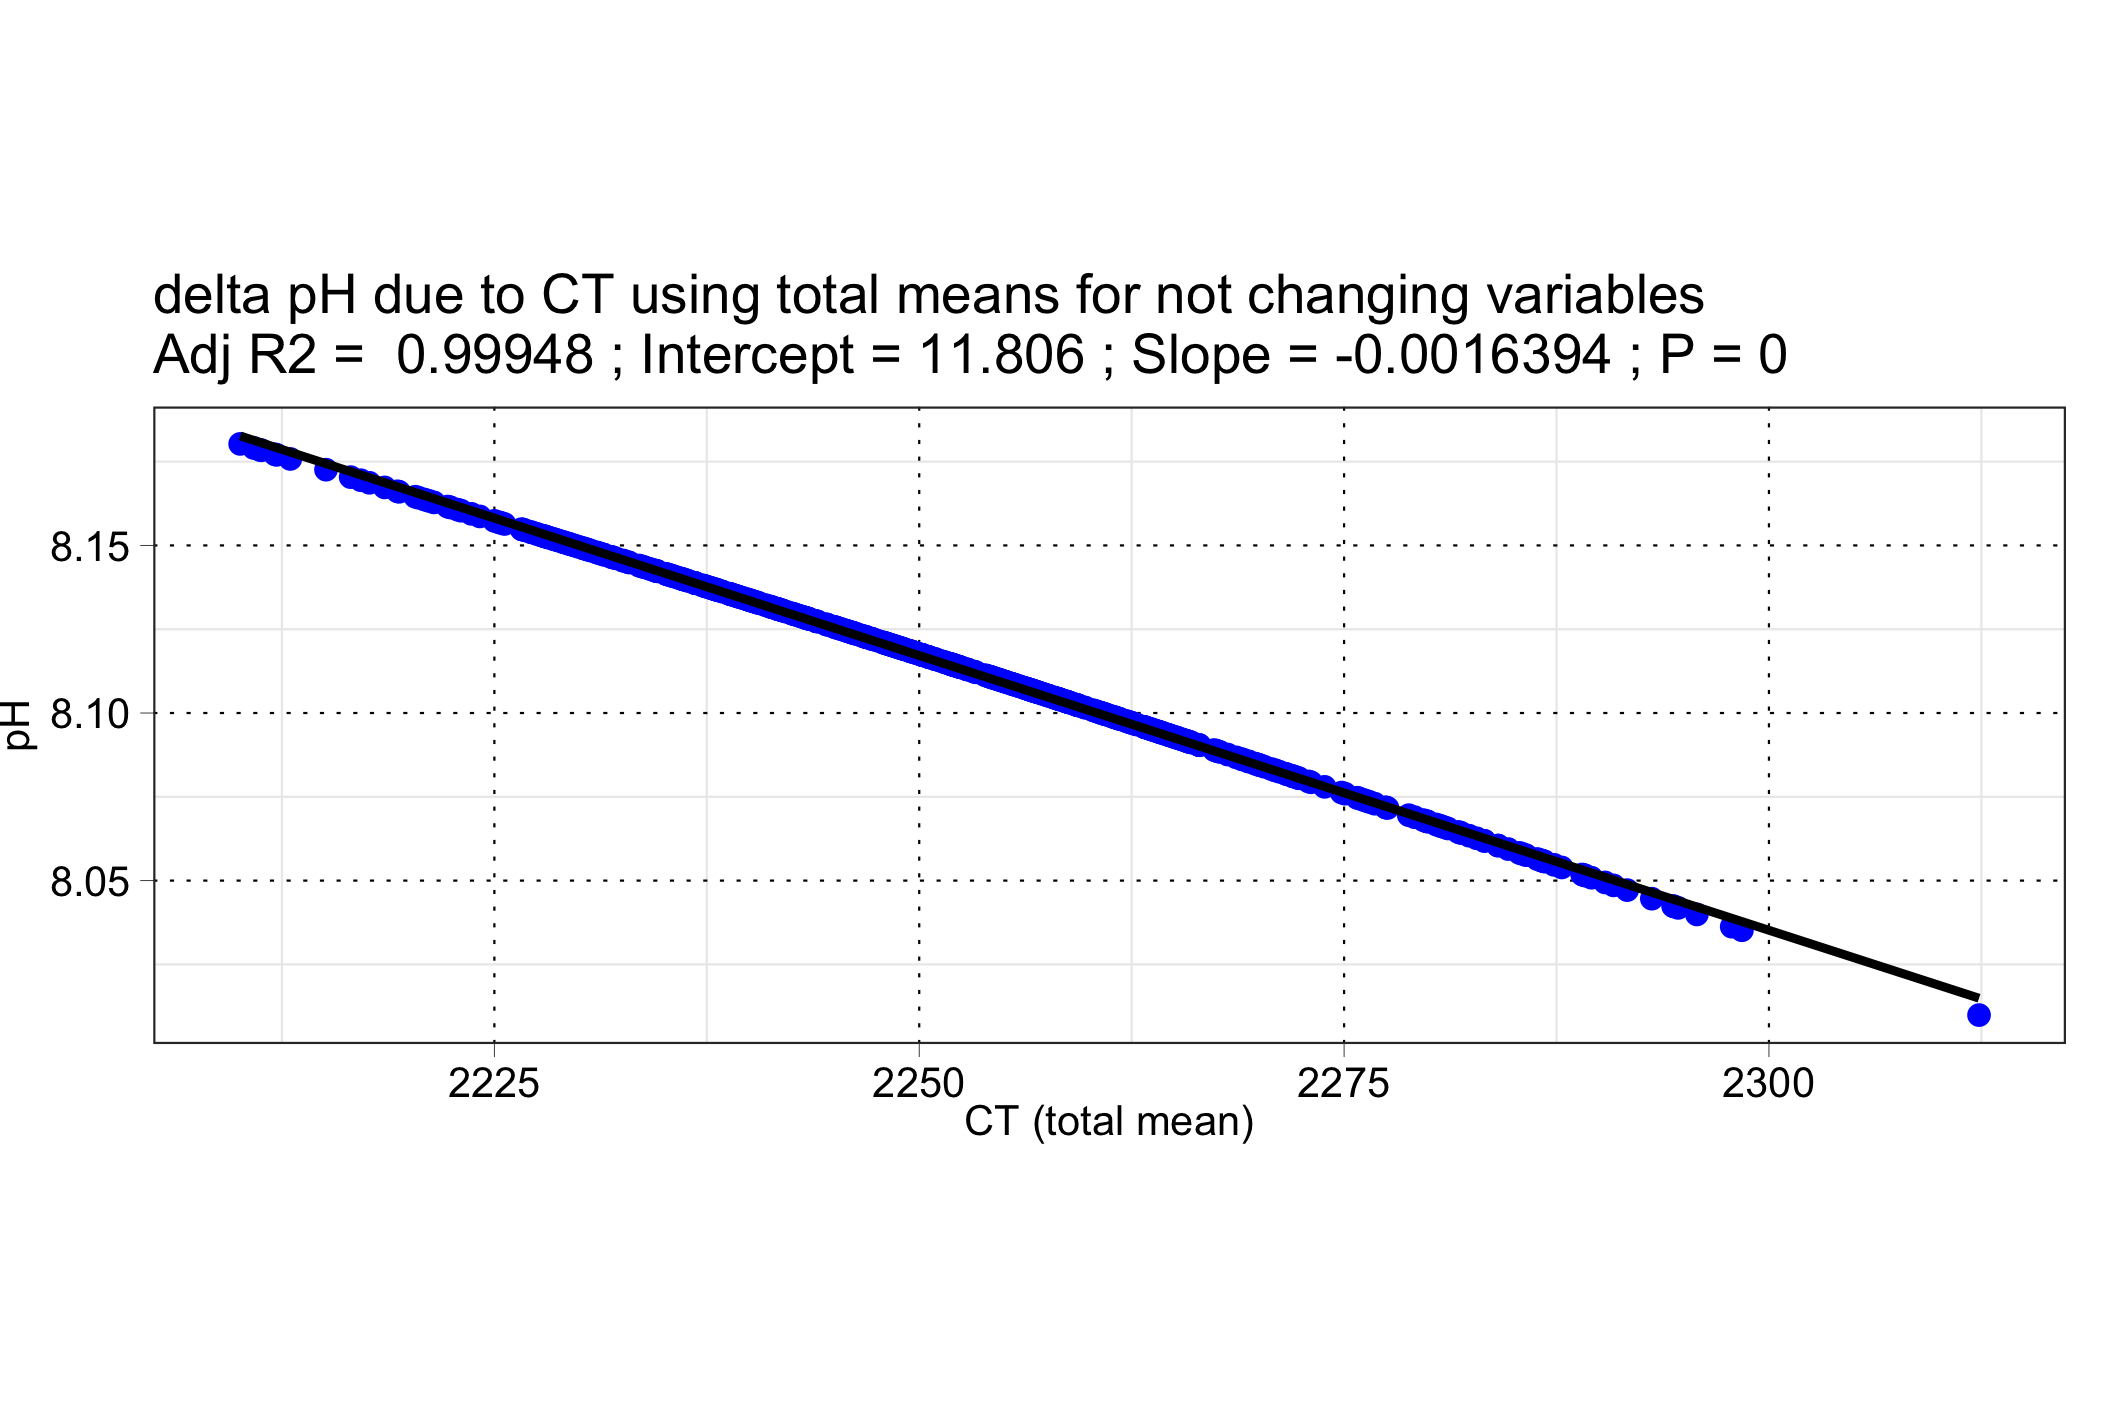 delta pH due to CT using total means for not changing variables
Adj R2 =  0.99948 ; Intercept = 11.806 ; Slope = -0.0016394 ; P = 0
8.15
8.10
8.05
pH
2225
2250
2275
2300
CT (total mean)